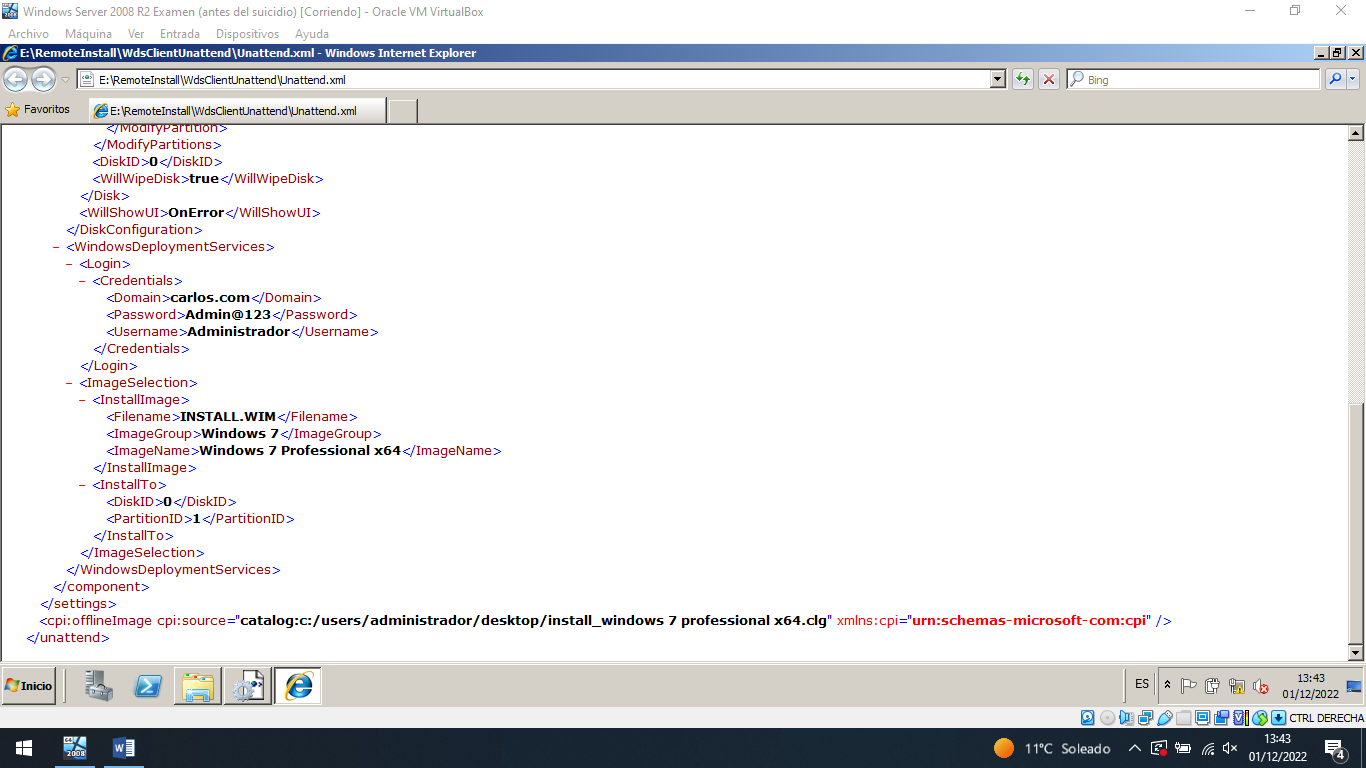 Windows Server 2008 R2 Examen (antes del suicidio) [Corriendo] - Oracle VM VirtualBox
Archivo Máquina Ver Entrada Dispositivos Ayuda
E:\RemoteInstall\WdsClientUnattend\Unattend.xml - Windows Internet Explorer
E:\RemoteInstall\WdsClientUnattend\Unattend.xml Bing
Favoritos E:\RemoteInstall\WdsClientUnattend\Unattend.xml
</ModifyPartition>
</ModifyPartitions>
<DiskID>0</DiskID>
<WillWipeDisk>true</WillWipeDisk>
</Disk>
<WillShowUI>OnError</WillShowUI>
</DiskConfiguration>
- <WindowsDeploymentServices>
- <Login>
- <Credentials>
<Domain>carlos.com</Domain>
<Password>Admin@123</Password>
<Username>Administrador</Username>
</Credentials>
</Login>
- <ImageSelection>
- <InstallImage>
<Filename>INSTALL.WIM</Filename>
<ImageGroup>Windows 7</ImageGroup>
<ImageName>Windows 7 Professional x64</ImageName>
</InstallImage>
- <InstallTo>
<DiskID>0</DiskID>
<PartitionID>1</PartitionID>
</InstallTo>
</ImageSelection>
</WindowsDeploymentServices>
</component>
</settings>
<cpi:offlineImage cpi:source="catalog:c:/users/administrador/desktop/install_windows 7 professional x64.clg" xmlns:cpi="urn:schemas-microsoft-com:cpi" />
</unattend>
Inicio ES 13:43
01/12/2022
CTRL DERECHA
2008 W 11°C Soleado 13:43
01/12/2022 4